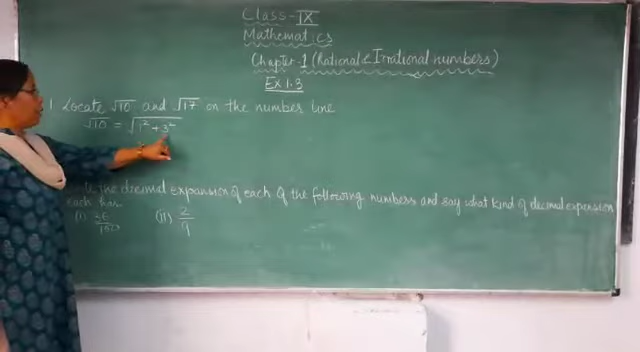 Class-IX
Mathematics
Chapter-1 (Rational & Irrational numbers)
Ex 1.3
1. Locate √10 and √17 on the number line
√10 = √1² + 3²
the decimal expansion of each of the following numbers and say what kind of decimal expansion
each has.
(i) (ii) 2/9